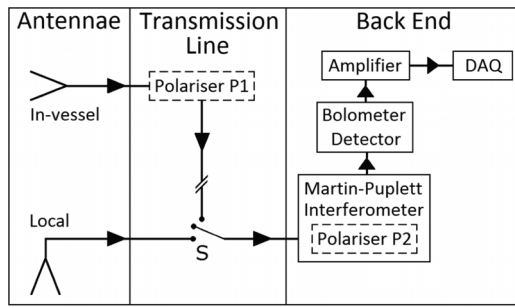 Antennae
Transmission
Line
Back End
Polariser P1
In-vessel
Local
S
Amplifier
DAQ
Bolometer
Detector
Martin-Puplett
Interferometer
Polariser P2